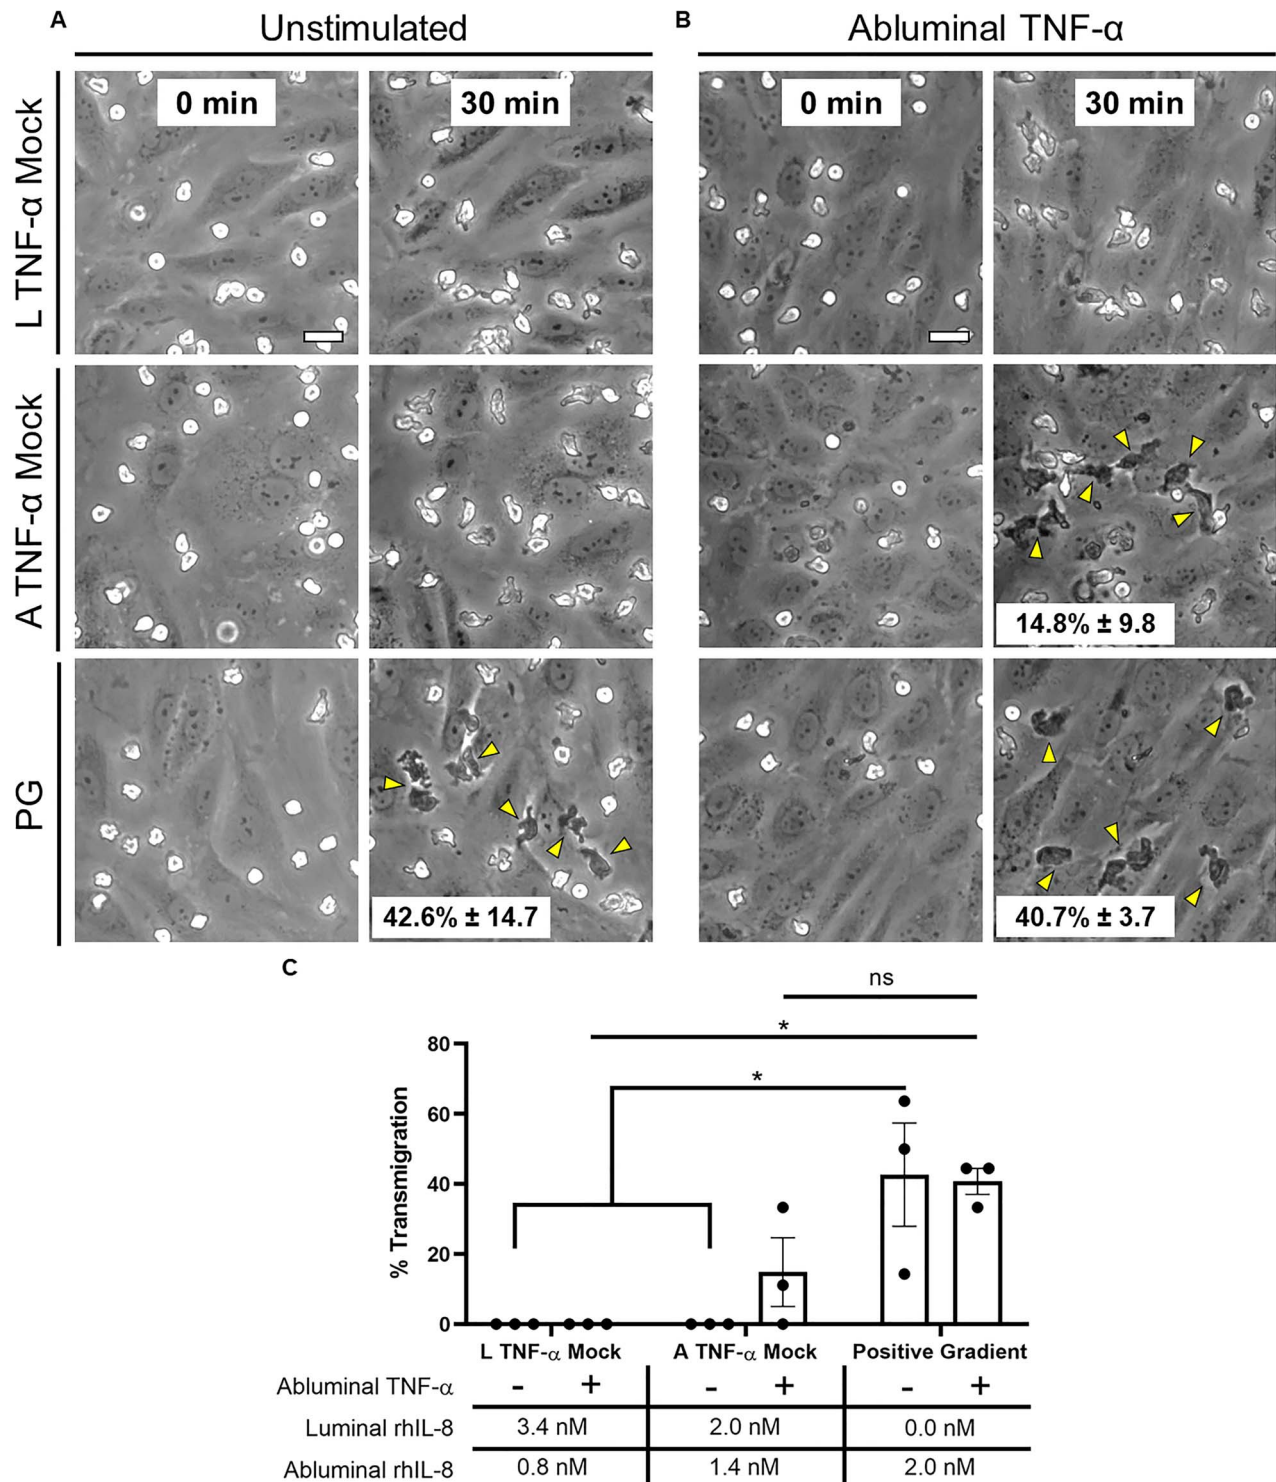 A
Unstimulated
B
Abluminal TNF-α
L TNF-α Mock
0 min
30 min
0 min
30 min
A TNF-α Mock
14.8% ± 9.8
PG
42.6% ± 14.7
40.7% ± 3.7
C
ns
*
*
% Transmigration
80
60
40
20
0
L TNF-α Mock A TNF-α Mock Positive Gradient
Abluminal TNF-α - + - + - +
Luminal rhIL-8 3.4 nM 2.0 nM 0.0 nM
Abluminal rhIL-8 0.8 nM 1.4 nM 2.0 nM